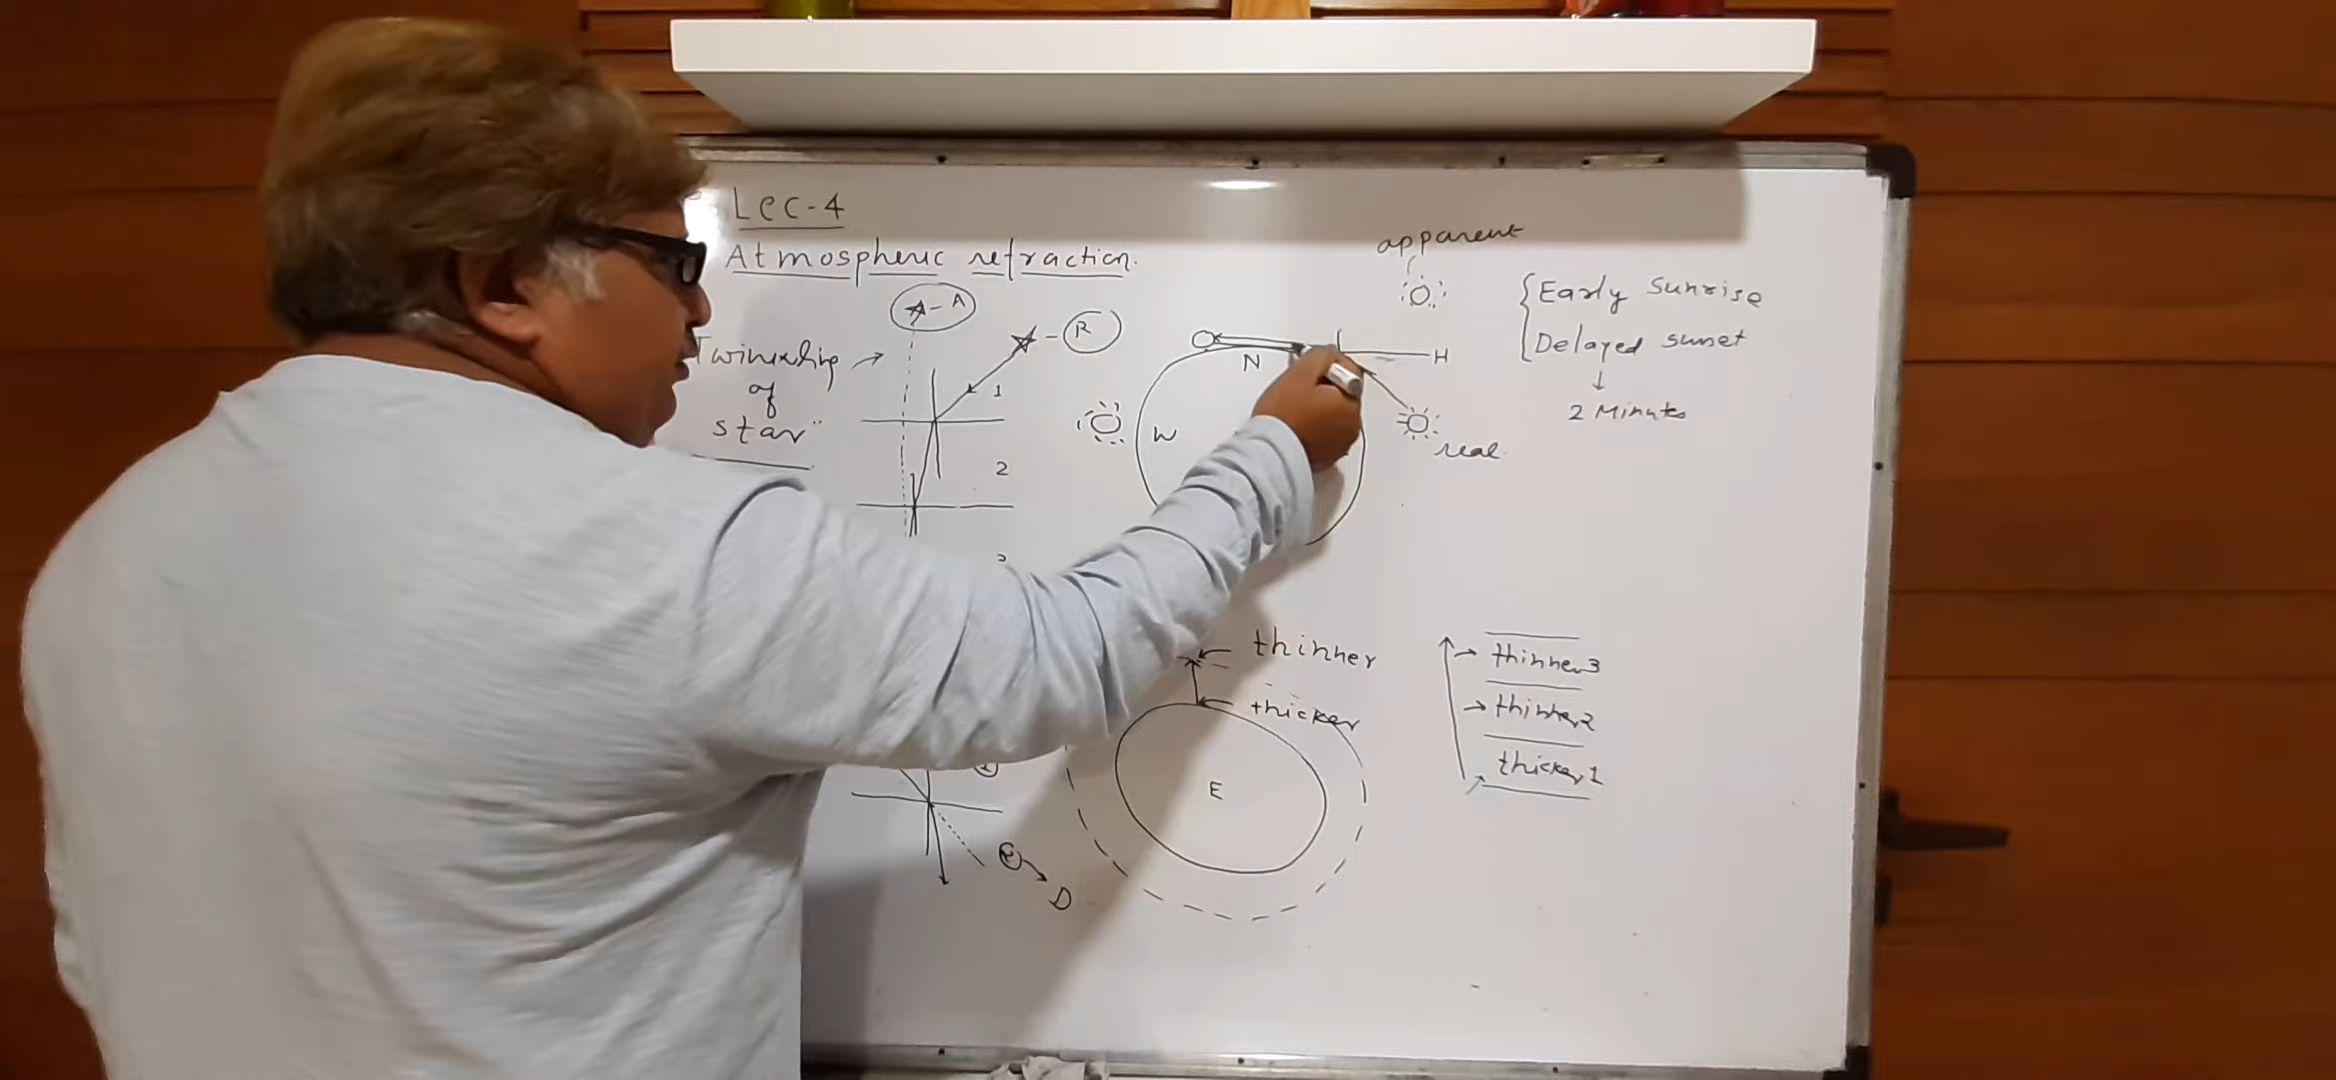 Lec-4
Atmospheric refraction.
A
R
Twinkling
of
star"
1
2
apparent
N
H
W
real.
{Early Sunrise
Delayed sunset
↓
2 Minutes
thinner
thicker
E
D
thinner3
thinner2
thicker1